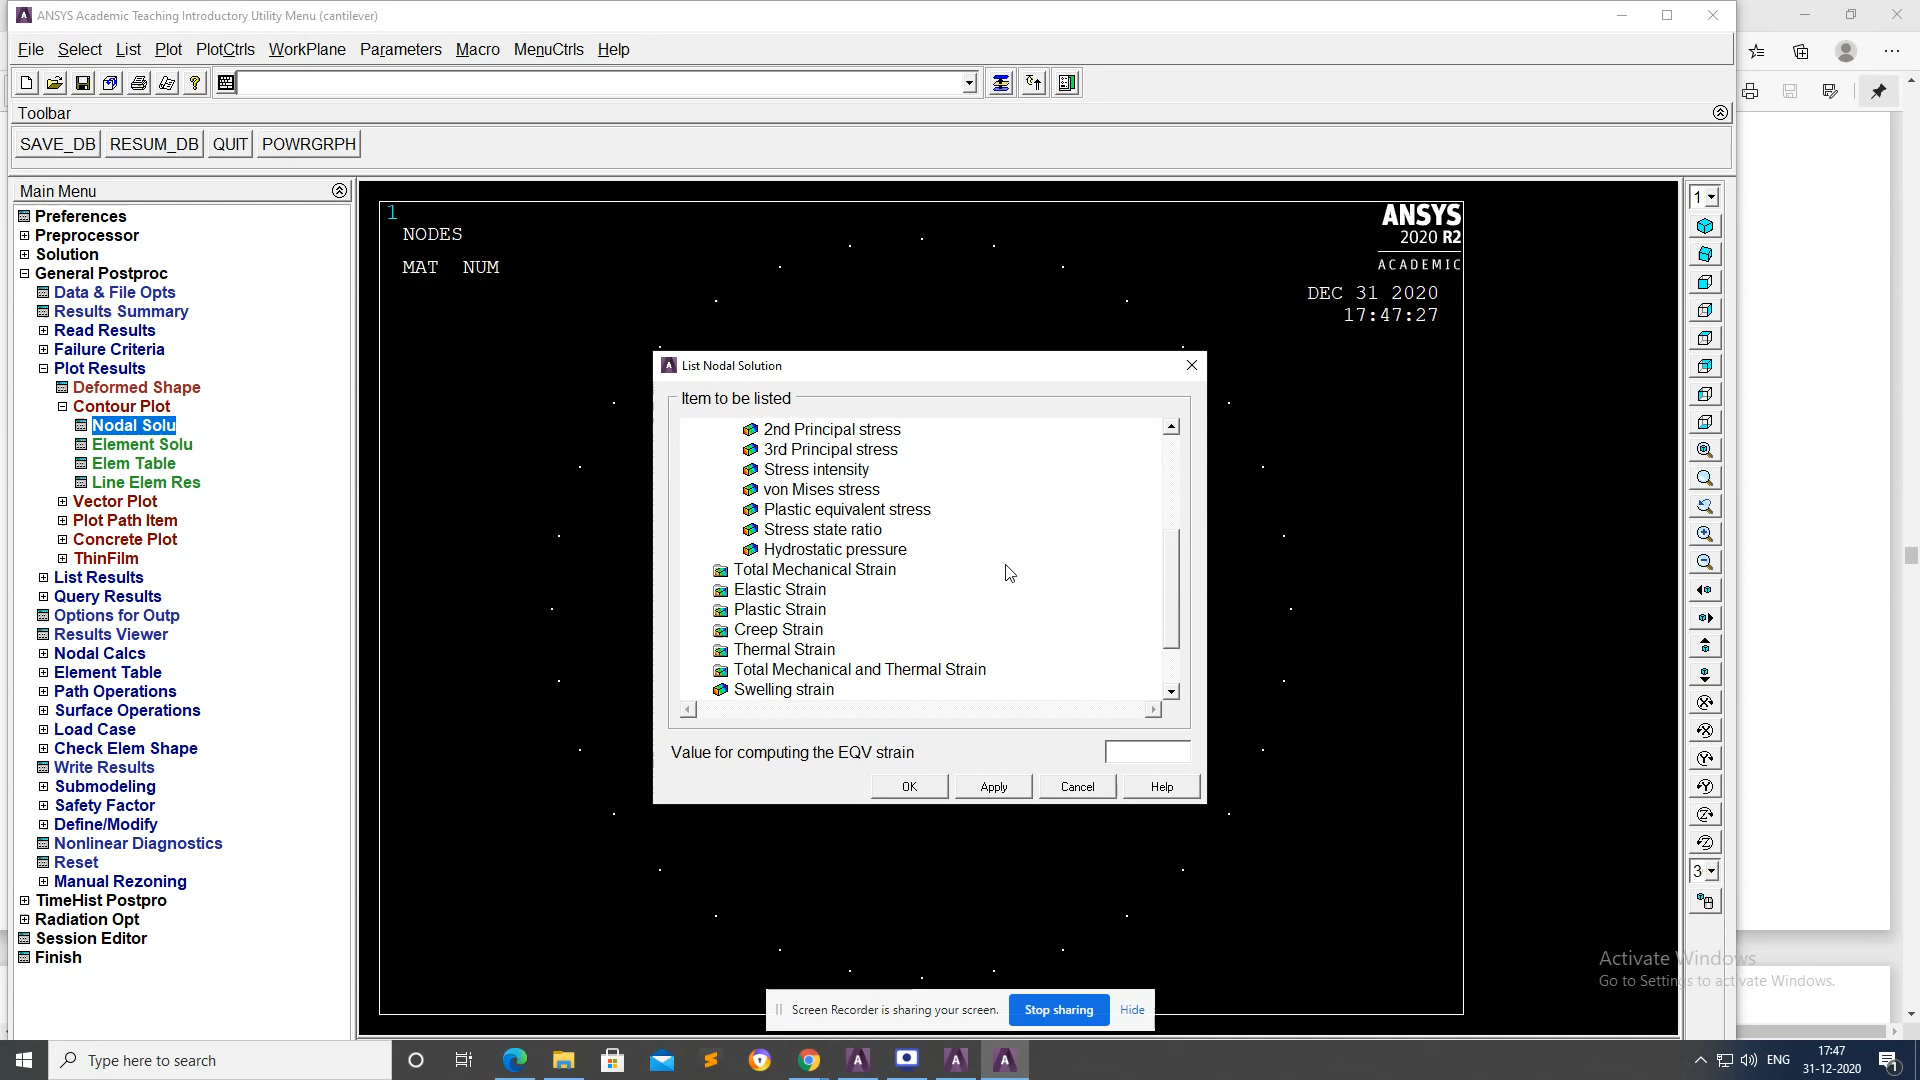 ANSYS Academic Teaching Introductory Utility Menu (cantilever)
File Select List Plot PlotCtrls WorkPlane Parameters Macro MenuCtrls Help
Toolbar
SAVE_DB RESUM_DB QUIT POWRGRPH
Main Menu
Preferences
Preprocessor
Solution
General Postproc
Data & File Opts
Results Summary
Read Results
Failure Criteria
Plot Results
Deformed Shape
Contour Plot
Nodal Solu
Element Solu
Elem Table
Line Elem Res
Vector Plot
Plot Path Item
Concrete Plot
ThinFilm
List Results
Query Results
Options for Outp
Results Viewer
Nodal Calcs
Element Table
Path Operations
Surface Operations
Load Case
Check Elem Shape
Write Results
Submodeling
Safety Factor
Define/Modify
Nonlinear Diagnostics
Reset
Manual Rezoning
TimeHist Postpro
Radiation Opt
Session Editor
Finish
1
NODES
MAT NUM
ANSYS
2020 R2
ACADEMIC
DEC 31 2020
17:47:27
List Nodal Solution
Item to be listed
2nd Principal stress
3rd Principal stress
Stress intensity
von Mises stress
Plastic equivalent stress
Stress state ratio
Hydrostatic pressure
Total Mechanical Strain
Elastic Strain
Plastic Strain
Creep Strain
Thermal Strain
Total Mechanical and Thermal Strain
Swelling strain
Value for computing the EQV strain
OK Apply Cancel Help
1
3
Activate Windows
Go to Settings to activate Windows.
Screen Recorder is sharing your screen. Stop sharing Hide
Type here to search
ENG
17:47
31-12-2020
1